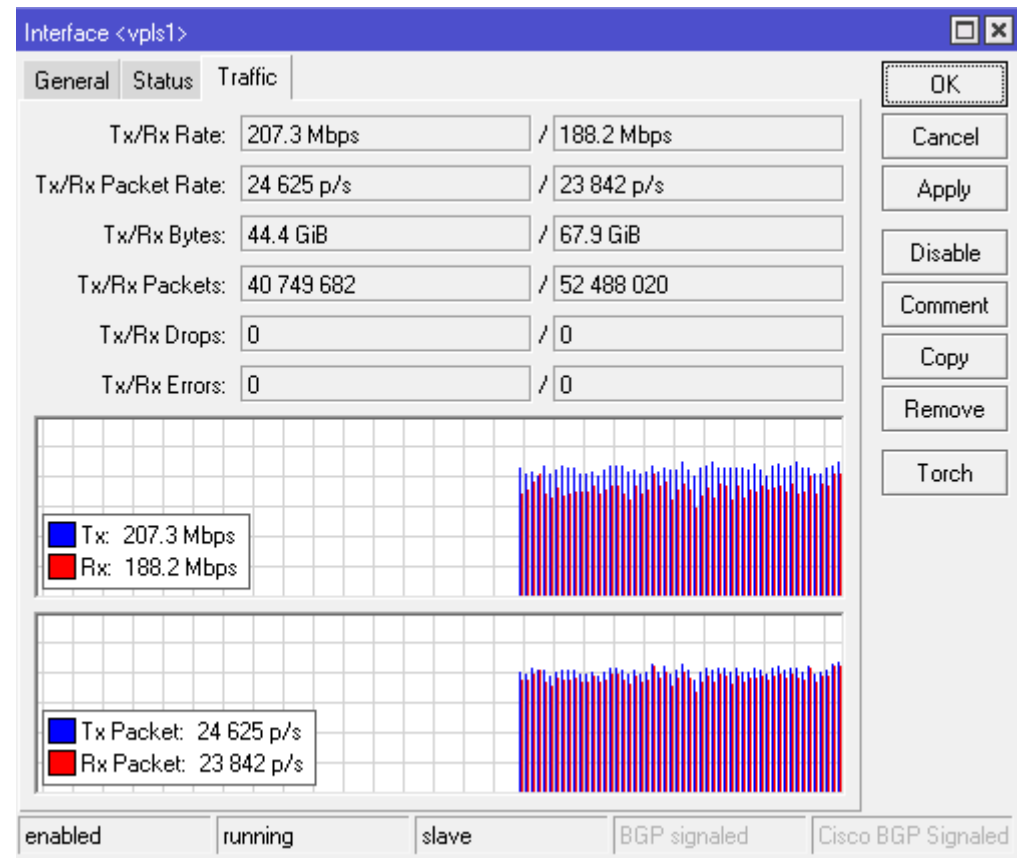 Interface <vpls1>
General Status Traffic
OK
Tx/Rx Rate: 207.3 Mbps / 188.2 Mbps
Cancel
Tx/Rx Packet Rate: 24 625 p/s / 23 842 p/s
Apply
Tx/Rx Bytes: 44.4 GiB / 67.9 GiB
Disable
Tx/Rx Packets: 40 749 682 / 52 488 020
Comment
Tx/Rx Drops: 0 / 0
Copy
Tx/Rx Errors: 0 / 0
Remove
Torch
Tx: 207.3 Mbps
Rx: 188.2 Mbps
Tx Packet: 24 625 p/s
Rx Packet: 23 842 p/s
enabled running slave BGP signaled Cisco BGP Signaled